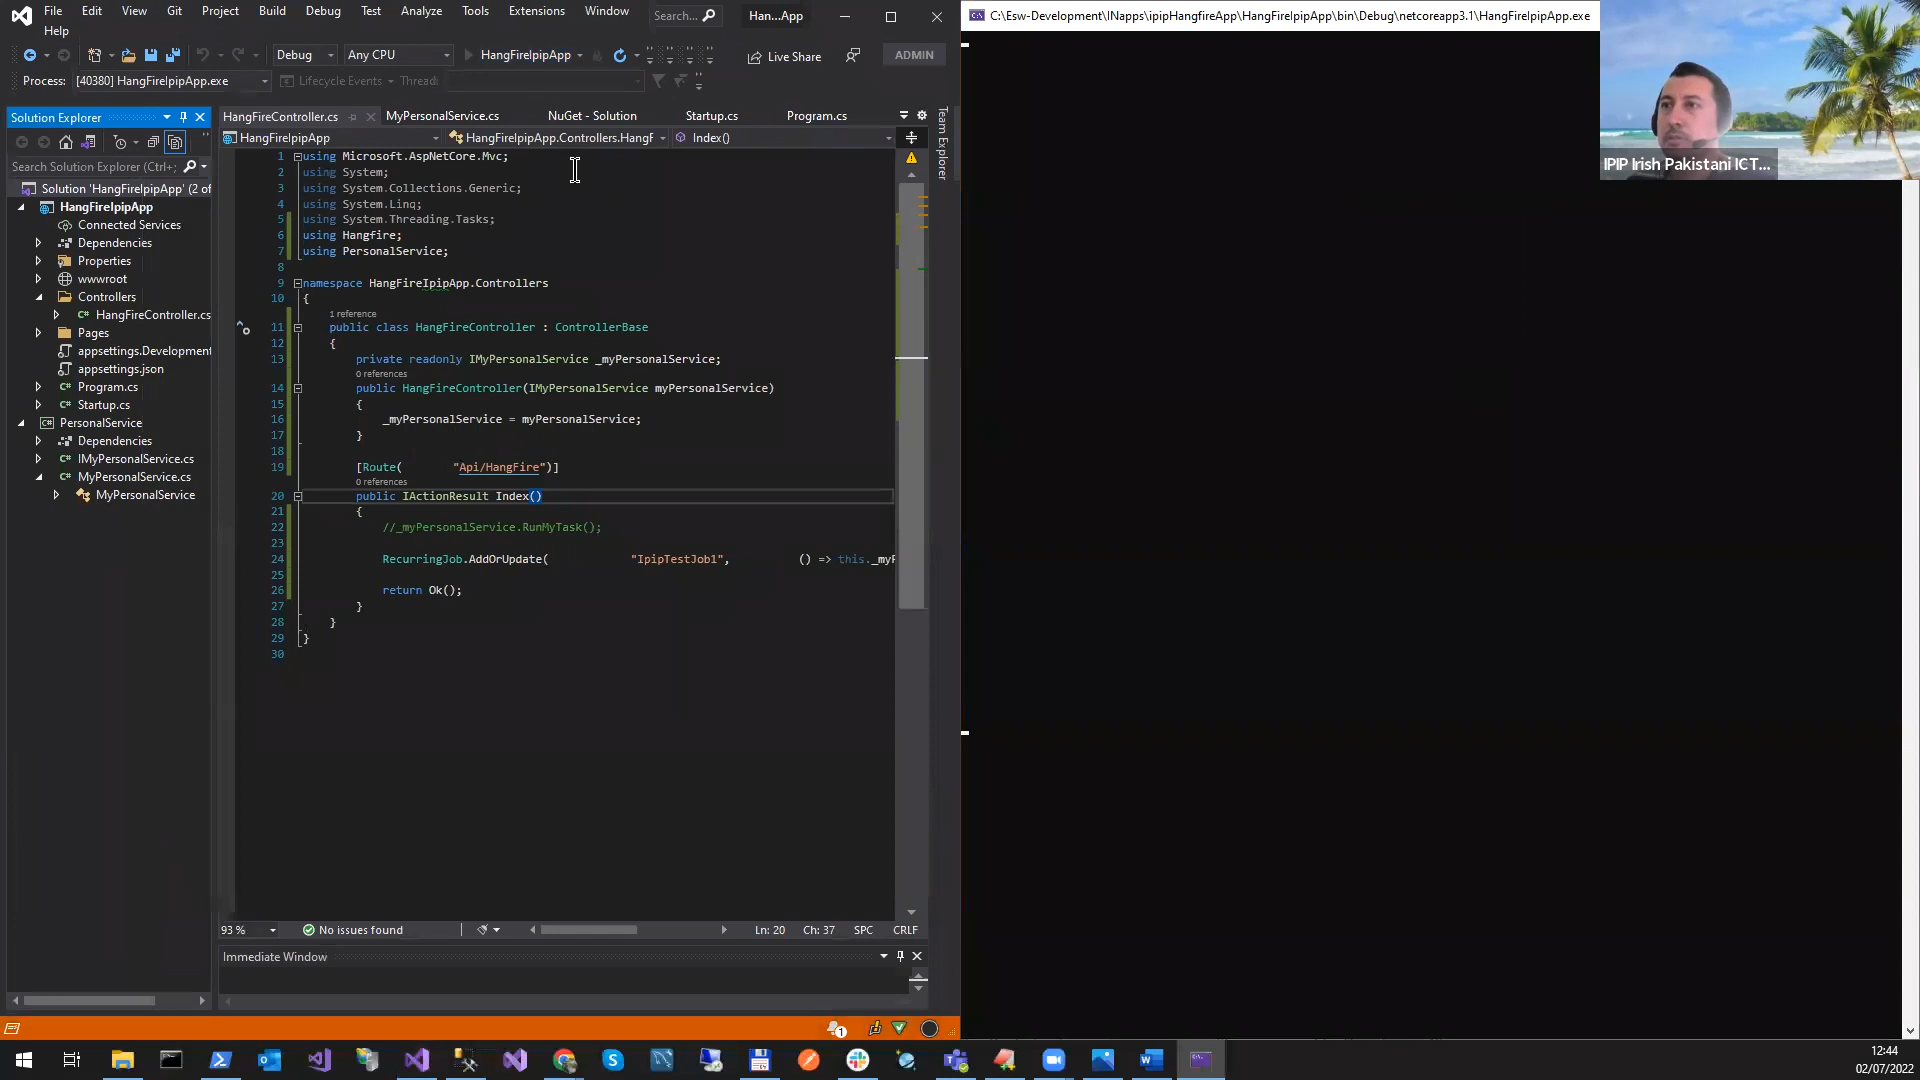 File Edit View Git Project Build Debug Test Analyze Tools Extensions Window Search... Han...App
Help
Debug Any CPU HangFireIpipApp Live Share ADMIN
Process: [40380] HangFireIpipApp.exe Lifecycle Events Thread:
C:\Esw-Development\INapps\ipipHangfireApp\HangFireIpipApp\bin\Debug\netcoreapp3.1\HangFireIpipApp.exe
IPIP Irish Pakistani ICT...
Solution Explorer
Search Solution Explorer (Ctrl+;
Solution 'HangFireIpipApp' (2 of
HangFireIpipApp
Connected Services
Dependencies
Properties
wwwroot
Controllers
HangFireController.cs
Pages
appsettings.Development
appsettings.json
Program.cs
Startup.cs
PersonalService
Dependencies
IMyPersonalService.cs
MyPersonalService.cs
MyPersonalService
HangFireController.cs MyPersonalService.cs NuGet - Solution Startup.cs Program.cs
HangFireIpipApp HangFireIpipApp.Controllers.HangF Index()
Team Explorer
1 using Microsoft.AspNetCore.Mvc;
2 using System;
3 using System.Collections.Generic;
4 using System.Linq;
5 using System.Threading.Tasks;
6 using Hangfire;
7 using PersonalService;
8
9 namespace HangFireIpipApp.Controllers
10 {
1 reference
11 public class HangFireController : ControllerBase
12 {
13 private readonly IMyPersonalService _myPersonalService;
0 references
14 public HangFireController(IMyPersonalService myPersonalService)
15 {
16 _myPersonalService = myPersonalService;
17 }
18
19 [Route( "Api/HangFire")]
0 references
20 public IActionResult Index()
21 {
22 //_myPersonalService.RunMyTask();
23
24 RecurringJob.AddOrUpdate( "IpipTestJob1", () => this._myP
25
26 return Ok();
27 }
28 }
29 }
30
93 % No issues found Ln: 20 Ch: 37 SPC CRLF
Immediate Window
1
12:44
02/07/2022